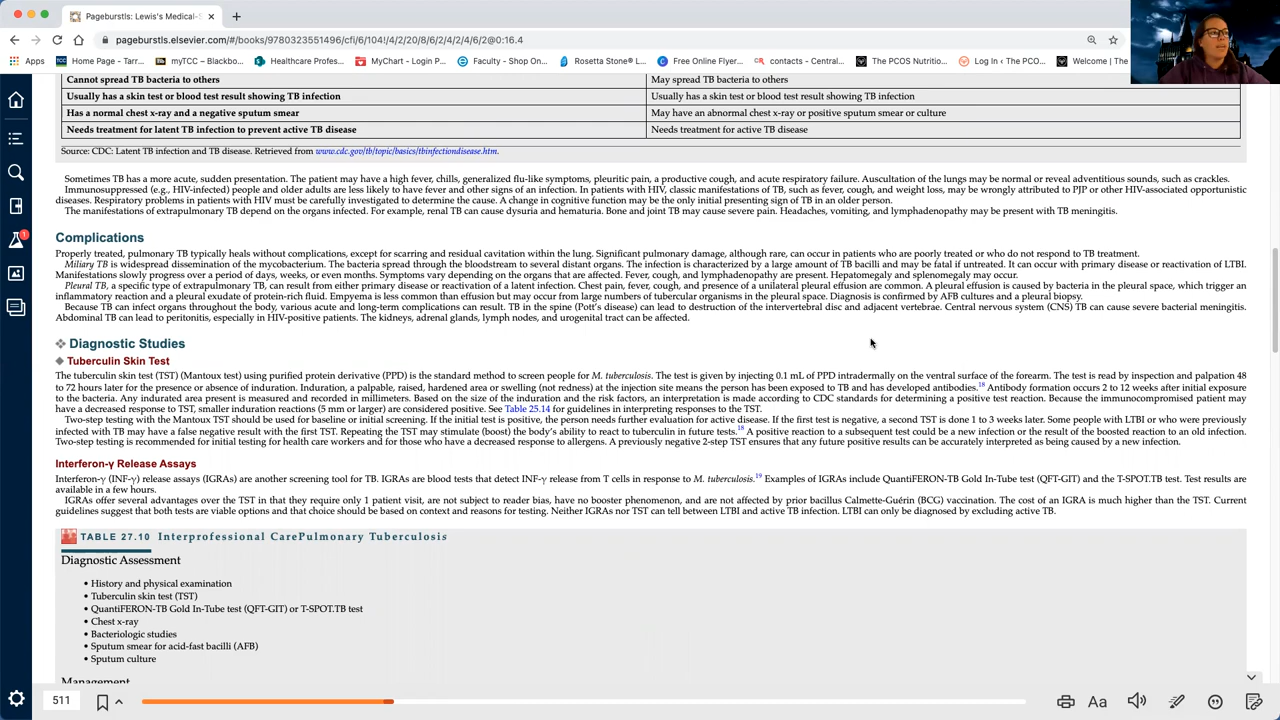 Pageburstls: Lewis's Medical-S
pageburstls.elsevier.com/#/books/9780323551496/cfi/6/104!/4/2/20/8/6/2/4/2/4/6/2@0:16.4
Apps
Home Page - Tarr...
myTCC – Blackbo...
Healthcare Profes...
MyChart - Login P...
Faculty - Shop On...
Rosetta Stone® L...
Free Online Flyer...
contacts - Central...
The PCOS Nutritio...
Log In ‹ The PCO...
Welcome | The
Cannot spread TB bacteria to others May spread TB bacteria to others
Usually has a skin test or blood test result showing TB infection Usually has a skin test or blood test result showing TB infection
Has a normal chest x-ray and a negative sputum smear May have an abnormal chest x-ray or positive sputum smear or culture
Needs treatment for latent TB infection to prevent active TB disease Needs treatment for active TB disease
Source: CDC: Latent TB infection and TB disease. Retrieved from www.cdc.gov/tb/topic/basics/tbinfectiondisease.htm.
Sometimes TB has a more acute, sudden presentation. The patient may have a high fever, chills, generalized flu-like symptoms, pleuritic pain, a productive cough, and acute respiratory failure. Auscultation of the lungs may be normal or reveal adventitious sounds, such as crackles.
Immunosuppressed (e.g., HIV-infected) people and older adults are less likely to have fever and other signs of an infection. In patients with HIV, classic manifestations of TB, such as fever, cough, and weight loss, may be wrongly attributed to PJP or other HIV-associated opportunistic
diseases. Respiratory problems in patients with HIV must be carefully investigated to determine the cause. A change in cognitive function may be the only initial presenting sign of TB in an older person.
The manifestations of extrapulmonary TB depend on the organs infected. For example, renal TB can cause dysuria and hematuria. Bone and joint TB may cause severe pain. Headaches, vomiting, and lymphadenopathy may be present with TB meningitis.
Complications
Properly treated, pulmonary TB typically heals without complications, except for scarring and residual cavitation within the lung. Significant pulmonary damage, although rare, can occur in patients who are poorly treated or who do not respond to TB treatment.
Miliary TB is widespread dissemination of the mycobacterium. The bacteria spread through the bloodstream to several distant organs. The infection is characterized by a large amount of TB bacilli and may be fatal if untreated. It can occur with primary disease or reactivation of LTBI.
Manifestations slowly progress over a period of days, weeks, or even months. Symptoms vary depending on the organs that are affected. Fever, cough, and lymphadenopathy are present. Hepatomegaly and splenomegaly may occur.
Pleural TB, a specific type of extrapulmonary TB, can result from either primary disease or reactivation of a latent infection. Chest pain, fever, cough, and presence of a unilateral pleural effusion are common. A pleural effusion is caused by bacteria in the pleural space, which trigger an
inflammatory reaction and a pleural exudate of protein-rich fluid. Empyema is less common than effusion but may occur from large numbers of tubercular organisms in the pleural space. Diagnosis is confirmed by AFB cultures and a pleural biopsy.
Because TB can infect organs throughout the body, various acute and long-term complications can result. TB in the spine (Pott's disease) can lead to destruction of the intervertebral disc and adjacent vertebrae. Central nervous system (CNS) TB can cause severe bacterial meningitis.
Abdominal TB can lead to peritonitis, especially in HIV-positive patients. The kidneys, adrenal glands, lymph nodes, and urogenital tract can be affected.
Diagnostic Studies
Tuberculin Skin Test
The tuberculin skin test (TST) (Mantoux test) using purified protein derivative (PPD) is the standard method to screen people for M. tuberculosis. The test is given by injecting 0.1 mL of PPD intradermally on the ventral surface of the forearm. The test is read by inspection and palpation 48
to 72 hours later for the presence or absence of induration. Induration, a palpable, raised, hardened area or swelling (not redness) at the injection site means the person has been exposed to TB and has developed antibodies.18 Antibody formation occurs 2 to 12 weeks after initial exposure
to the bacteria. Any indurated area present is measured and recorded in millimeters. Based on the size of the induration and the risk factors, an interpretation is made according to CDC standards for determining a positive test reaction. Because the immunocompromised patient may
have a decreased response to TST, smaller induration reactions (5 mm or larger) are considered positive. See Table 25.14 for guidelines in interpreting responses to the TST.
Two-step testing with the Mantoux TST should be used for baseline or initial screening. If the initial test is positive, the person needs further evaluation for active disease. If the first test is negative, a second TST is done 1 to 3 weeks later. Some people with LTBI or who were previously
infected with TB may have a false negative result with the first TST. Repeating the TST may stimulate (boost) the body's ability to react to tuberculin in future tests.18 A positive reaction to a subsequent test could be a new infection or the result of the boosted reaction to an old infection.
Two-step testing is recommended for initial testing for health care workers and for those who have a decreased response to allergens. A previously negative 2-step TST ensures that any future positive results can be accurately interpreted as being caused by a new infection.
Interferon-γ Release Assays
Interferon-γ (INF-γ) release assays (IGRAs) are another screening tool for TB. IGRAs are blood tests that detect INF-γ release from T cells in response to M. tuberculosis.19 Examples of IGRAs include QuantiFERON-TB Gold In-Tube test (QFT-GIT) and the T-SPOT.TB test. Test results are
available in a few hours.
IGRAs offer several advantages over the TST in that they require only 1 patient visit, are not subject to reader bias, have no booster phenomenon, and are not affected by prior bacillus Calmette-Guérin (BCG) vaccination. The cost of an IGRA is much higher than the TST. Current
guidelines suggest that both tests are viable options and that choice should be based on context and reasons for testing. Neither IGRAs nor TST can tell between LTBI and active TB infection. LTBI can only be diagnosed by excluding active TB.
TABLE 27.10 Interprofessional CarePulmonary Tuberculosis
Diagnostic Assessment
• History and physical examination
• Tuberculin skin test (TST)
• QuantiFERON-TB Gold In-Tube test (QFT-GIT) or T-SPOT.TB test
• Chest x-ray
• Bacteriologic studies
• Sputum smear for acid-fast bacilli (AFB)
• Sputum culture
Management
511
Aa
1